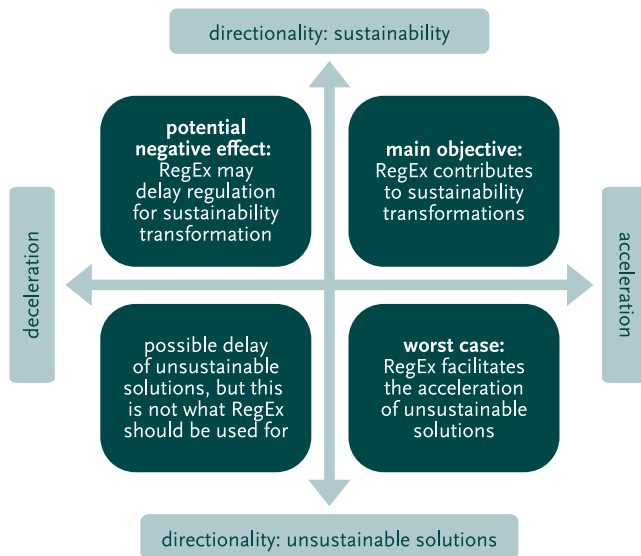 directionality: sustainability
potential
negative effect:
RegEx may
delay regulation
for sustainability
transformation
main objective:
RegEx contributes
to sustainability
transformations
deceleration
acceleration
possible delay
of unsustainable
solutions, but this
is not what RegEx
should be used for
worst case:
RegEx facilitates
the acceleration
of unsustainable
solutions
directionality: unsustainable solutions